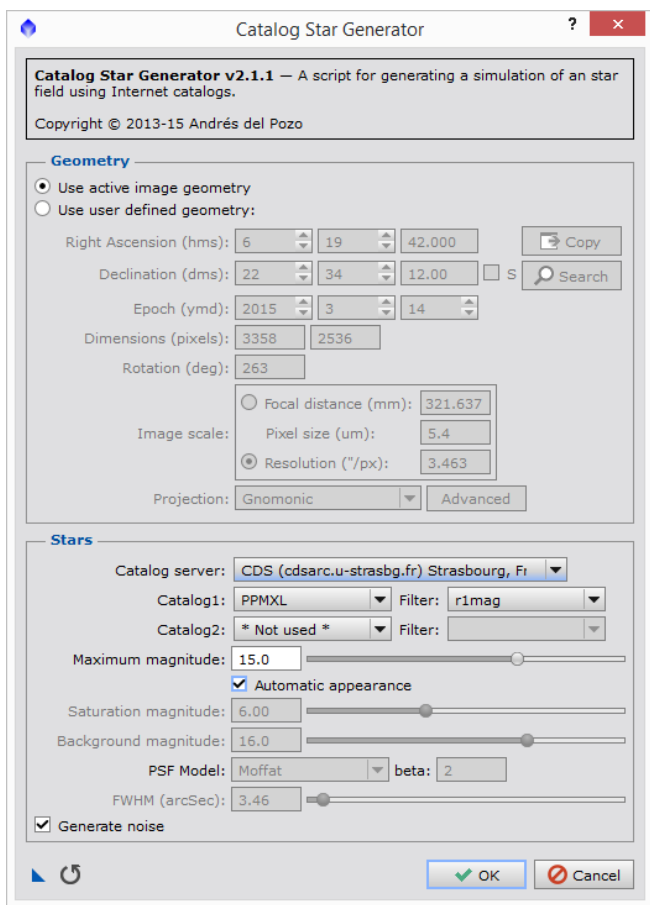 Catalog Star Generator
?
×
Catalog Star Generator v2.1.1 — A script for generating a simulation of an star
field using Internet catalogs.
Copyright © 2013-15 Andrés del Pozo
Geometry
Use active image geometry
Use user defined geometry:
Right Ascension (hms): 6 19 42.000 Copy
Declination (dms): 22 34 12.00 S Search
Epoch (ymd): 2015 3 14
Dimensions (pixels): 3358 2536
Rotation (deg): 263
Focal distance (mm): 321.637
Image scale: Pixel size (um): 5.4
Resolution ("/px): 3.463
Projection: Gnomonic Advanced
Stars
Catalog server: CDS (cdsarc.u-strasbg.fr) Strasbourg, Fr
Catalog1: PPMXL Filter: r1mag
Catalog2: * Not used * Filter:
Maximum magnitude: 15.0
Automatic appearance
Saturation magnitude: 6.00
Background magnitude: 16.0
PSF Model: Moffat beta: 2
FWHM (arcSec): 3.46
Generate noise
OK Cancel